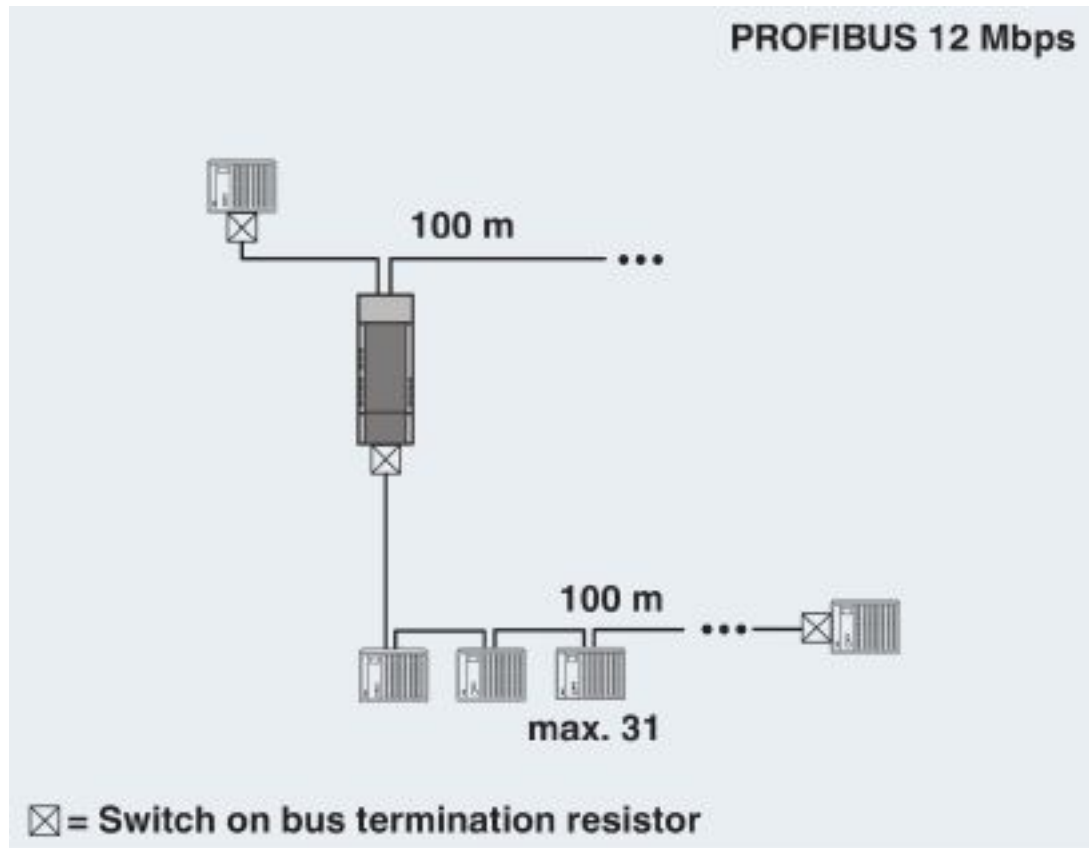 PROFIBUS 12 Mbps
100 m
100 m
max. 31
= Switch on bus termination resistor